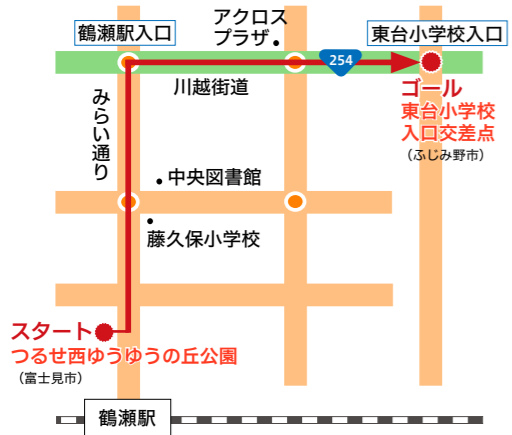 アクロス
プラザ
鶴瀬駅入口
東台小学校入口
254
川越街道
ゴール
東台小学校
入口交差点
（ふじみ野市）
みらい通り
中央図書館
藤久保小学校
スタート
つるせ西ゆうゆうの丘公園
（富士見市）
鶴瀬駅